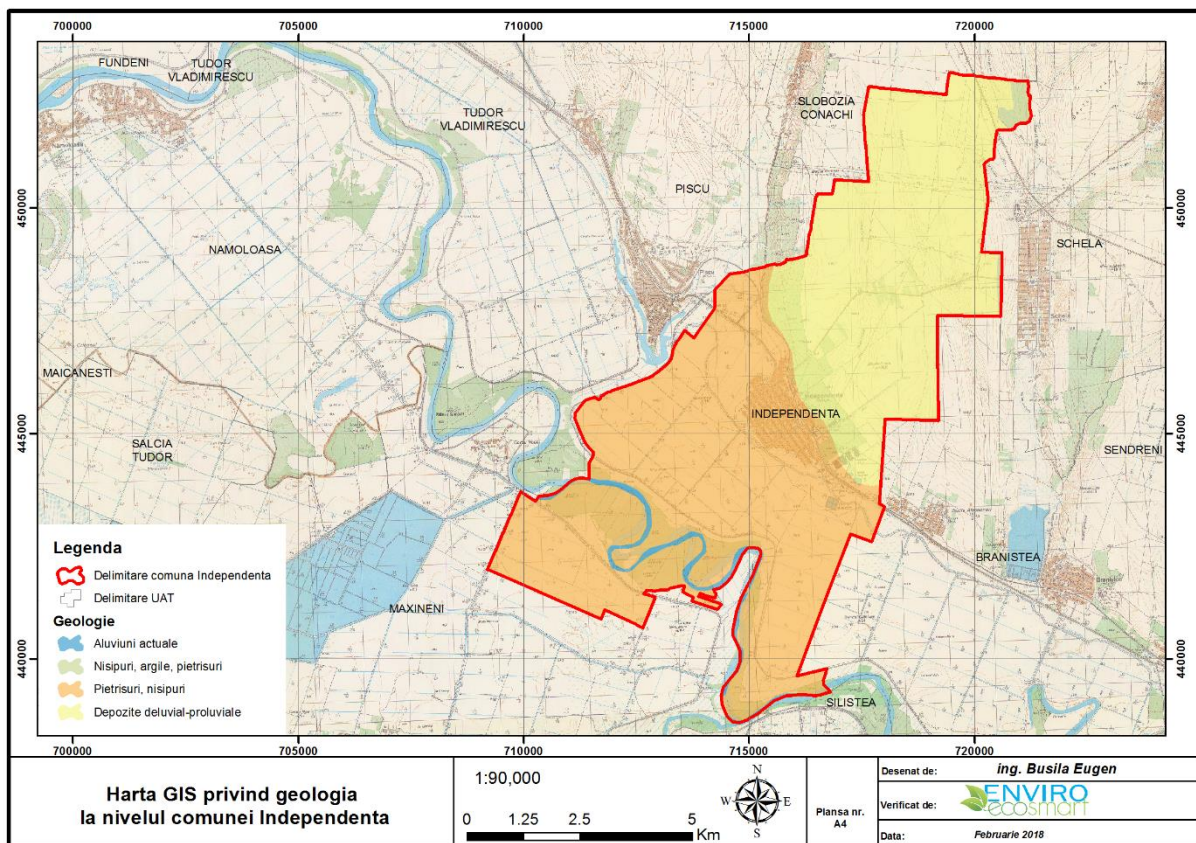 700000 705000 710000 715000 720000
FUNDENI
TUDOR
VLADIMIRESCU
TUDOR
VLADIMIRESCU
SLOBOZIA
CONACHI
PISCU
450000
450000
NAMOLOASA
SCHELA
MAICANESTI
INDEPENDENTA
445000
445000
SALCIA
TUDOR
SENDRENI
BRANISTEA
MAXINENI
440000
440000
SILISTEA
Legenda
Delimitare comuna Independenta
Delimitare UAT
Geologie
Aluviuni actuale
Nisipuri, argile, pietrisuri
Pietrisuri, nisipuri
Depozite deluvial-proluviale
700000 705000 710000 715000 720000
Harta GIS privind geologia
la nivelul comunei Independenta
1:90,000
0 1.25 2.5 5
Km
N
W E
S
Plansa nr.
A4
Desenat de: ing. Busila Eugen
Verificat de: ENVIRO
ecosmart
Data: Februarie 2018